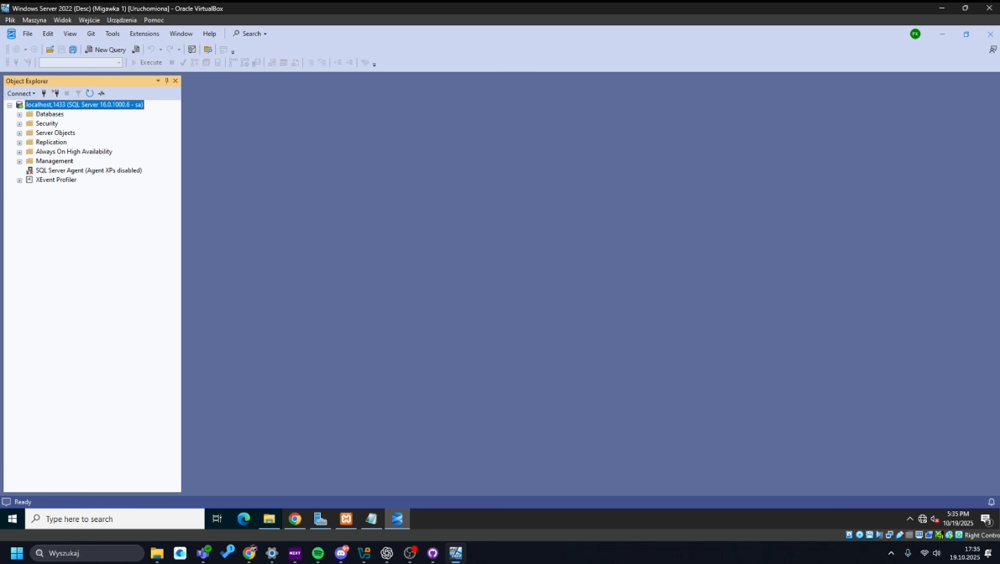 Windows Server 2022 (Desc) (Migawka 1) [Uruchomiona] - Oracle VirtualBox
Plik Maszyna Widok Wejście Urządzenia Pomoc
File Edit View Git Tools Extensions Window Help Search
PK
New Query
Execute
Object Explorer
Connect
localhost,1433 (SQL Server 16.0.1000.6 - sa)
Databases
Security
Server Objects
Replication
Always On High Availability
Management
SQL Server Agent (Agent XPs disabled)
XEvent Profiler
Ready
Type here to search
5:35 PM
10/19/2025
3
Right Contro
Wyszukaj
NEXT
17:35
19.10.2025